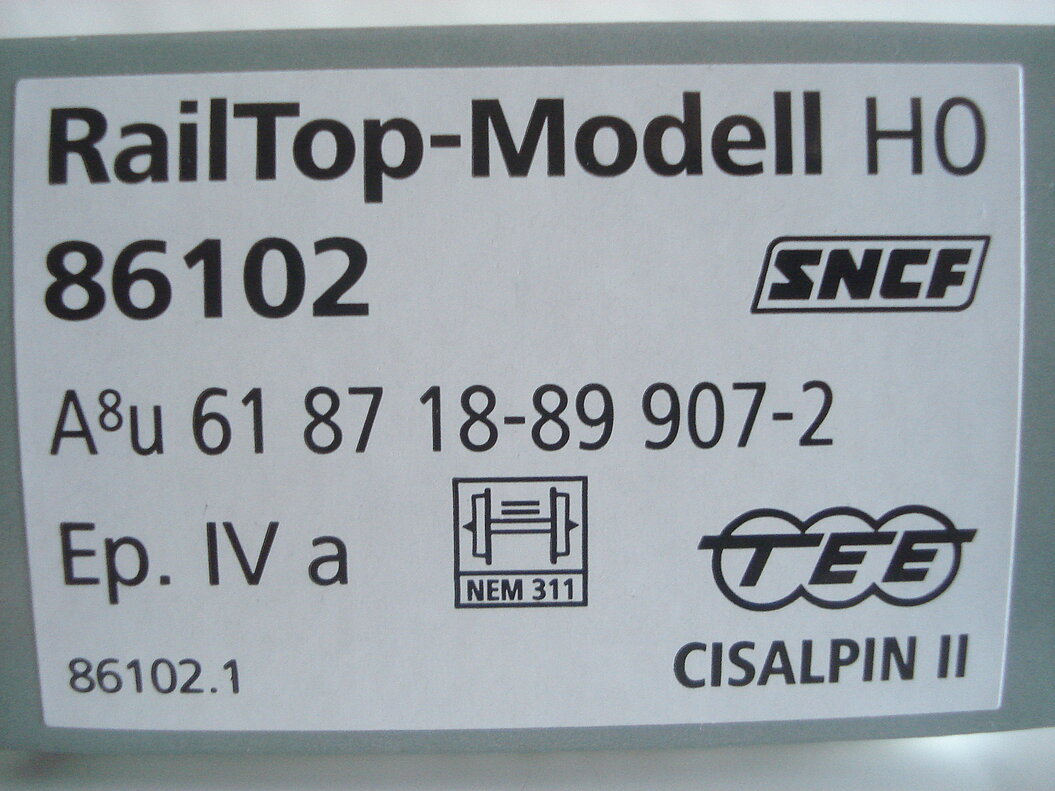 RailTop-Modell H0
86102
SNCF
A⁸u 61 87 18-89 907-2
Ep. IV a
NEM 311
TEE
86102.1
CISALPIN II